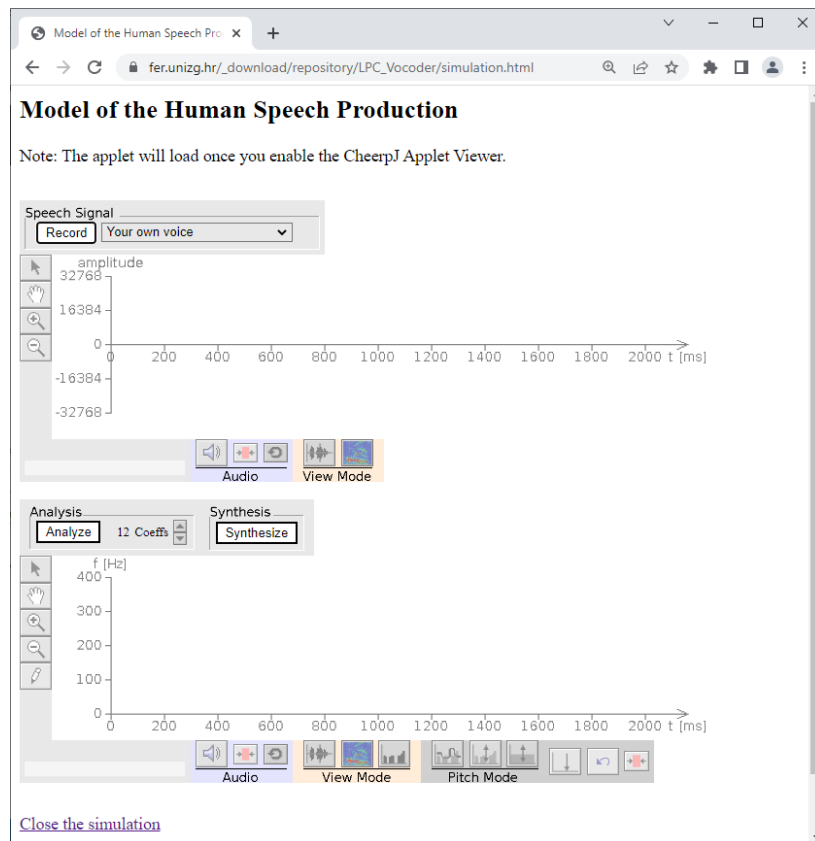 Model of the Human Speech Pro
fer.unizg.hr/_download/repository/LPC_Vocoder/simulation.html
Model of the Human Speech Production
Note: The applet will load once you enable the CheerpJ Applet Viewer.
Speech Signal
Record Your own voice
amplitude
32768
16384
0
0 200 400 600 800 1000 1200 1400 1600 1800 2000 t [ms]
-16384
-32768
Audio View Mode
Analysis Synthesis
Analyze 12 Coeffs Synthesize
f [Hz]
400
300
200
100
0
0 200 400 600 800 1000 1200 1400 1600 1800 2000 t [ms]
Audio View Mode Pitch Mode
Close the simulation